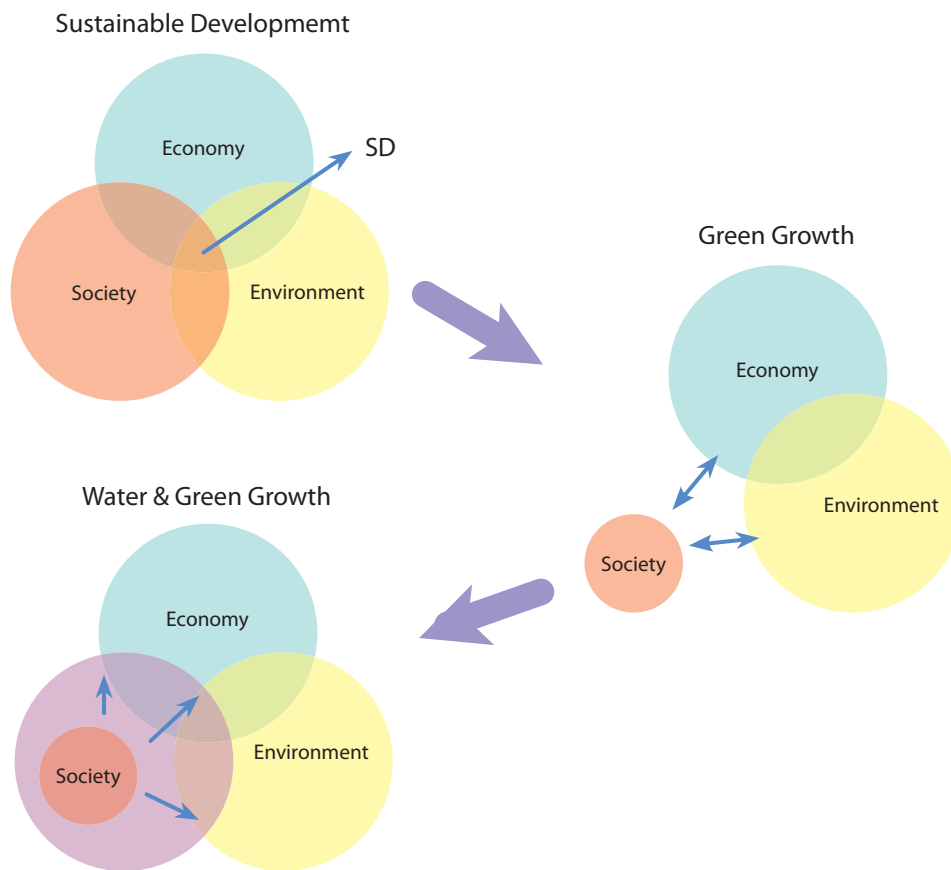 Sustainable Developmemt
Economy
SD
Society
Environment
Green Growth
Economy
Environment
Society
Water & Green Growth
Economy
Environment
Society